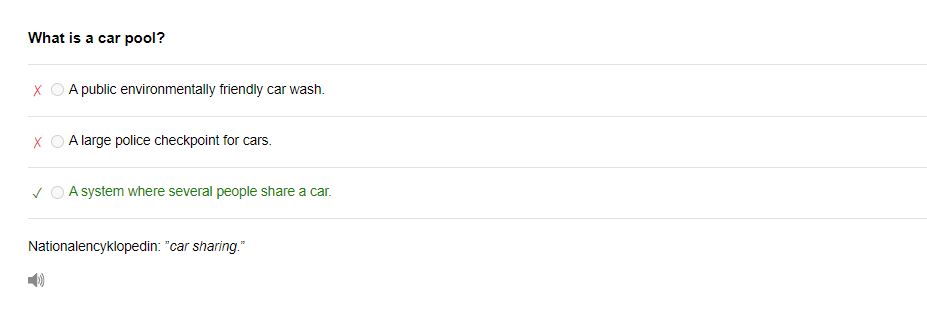 What is a car pool?
✗ A public environmentally friendly car wash.
✗ A large police checkpoint for cars.
✓ A system where several people share a car.
Nationalencyklopedin: ”car sharing.”